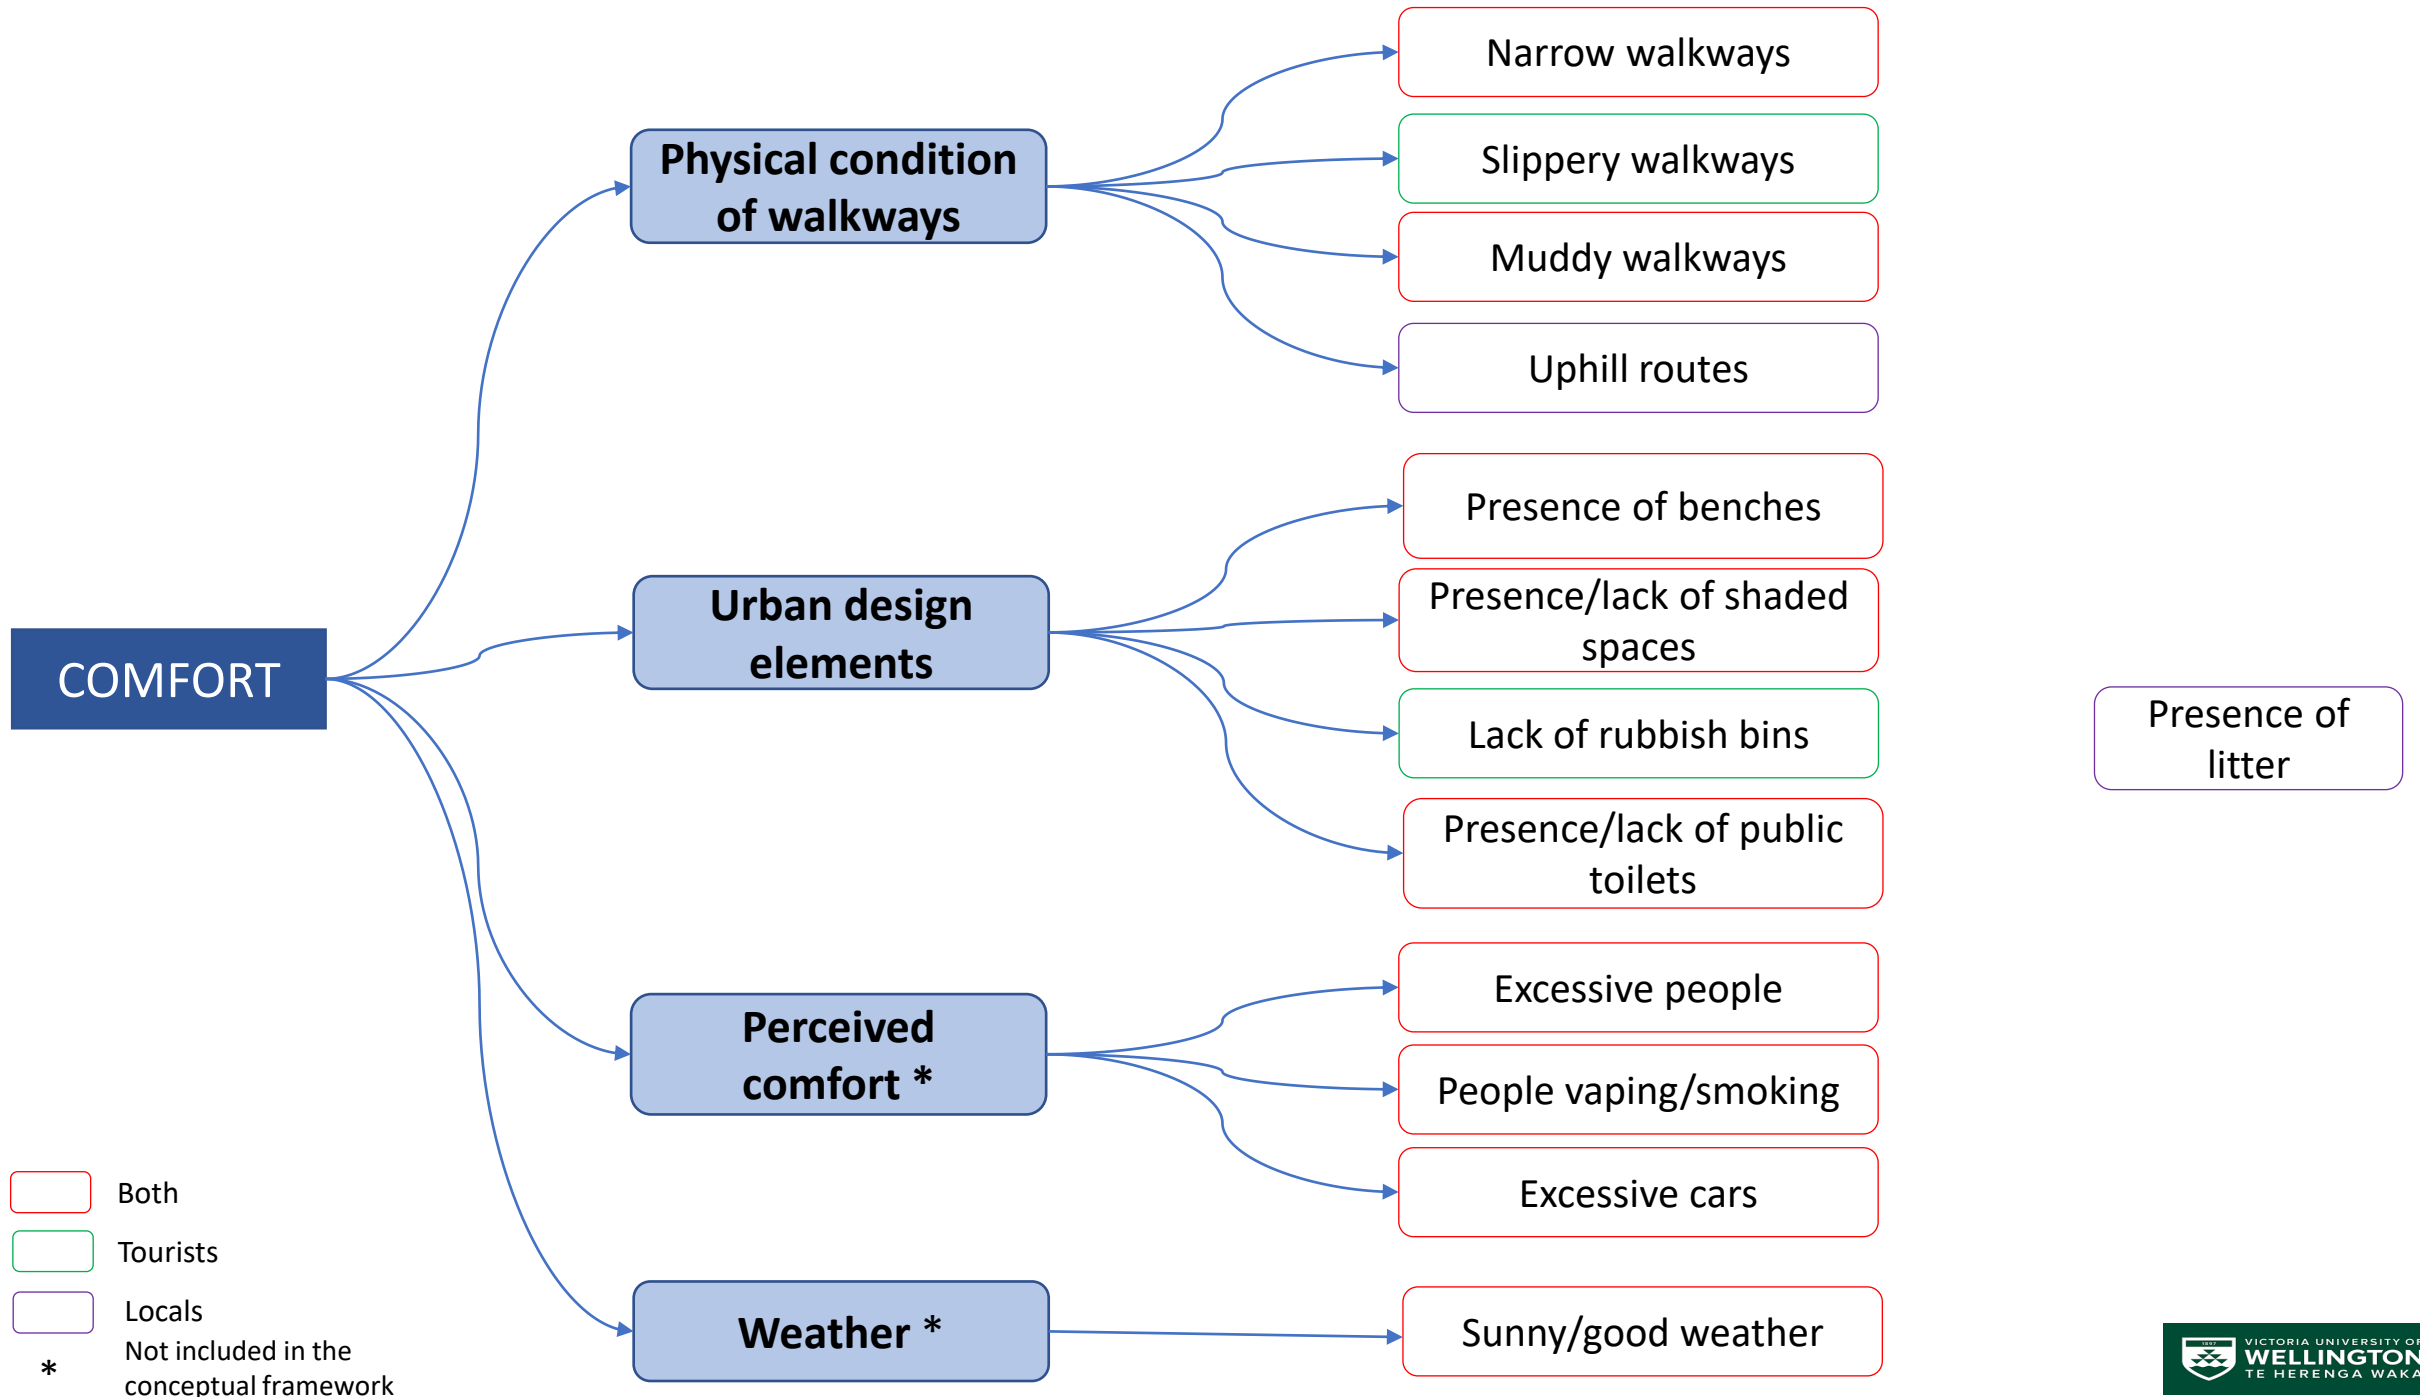 Narrow walkways
Physical condition
of walkways
Slippery walkways
Muddy walkways
Uphill routes
Presence of benches
Urban design
elements
Presence/lack of shaded
spaces
COMFORT
Lack of rubbish bins
Presence of
litter
Presence/lack of public
toilets
Perceived
comfort *
Excessive people
People vaping/smoking
Excessive cars
Weather *
Sunny/good weather
Both
Tourists
Locals
* Not included in the
conceptual framework
1897
VICTORIA UNIVERSITY OF
WELLINGTON
TE HERENGA WAKA